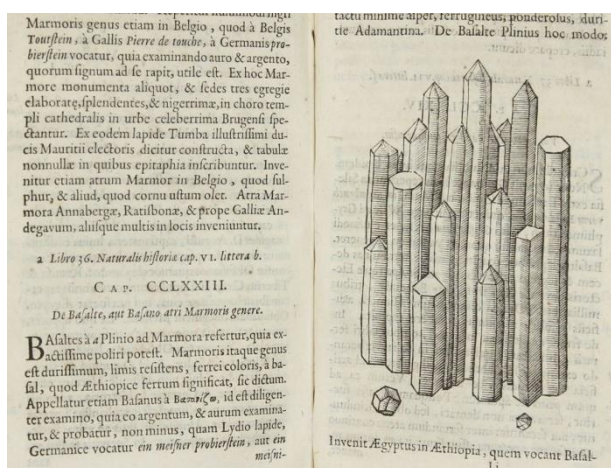 Marmoris genus etiam in Belgio, quod à Belgis
Toutſtein, à Gallis Pierre de touche, à Germanis pro-
bierſtein vocatur, quia examinando auro & argento,
quorum ſignum ad ſe rapit, utile eſt. Ex hoc Mar-
more monumenta aliquot, & ſedes tres egregie
elaboratę, ſplendentes, & nigerrimæ, in choro tem-
pli cathedralis in urbe celeberrima Brugenſi ſpe-
ctantur. Ex eodem lapide Tumba illuſtriſſimi du-
cis Mauritii electoris dicitur conſtructa, & tabulæ
nonnullæ in quibus epitaphia inſcribuntur. Inve-
nitur etiam atrum Marmor in Belgio, quod ſul-
phur, & aliud, quod cornu uſtum olet. Atra Mar-
mora Annabergæ, Ratiſbonæ, & prope Galliæ An-
degavum, aliiſque multis in locis inveniuntur.
a Libro 36. Naturalis hiſtoriæ cap. VI. littera b.
CAP. CCLXXIII.
De Baſalte, aut Baſano atri Marmoris genere.
BAſaltes à a Plinio ad Marmora refertur, quia ex-
actiſſime poliri poteſt. Marmoris itaque genus
eſt duriſſimum, limis reſiſtens, ferrei coloris, à ba-
ſal, quod Æthiopice ferrum ſignificat, ſic dictum.
Appellatur etiam Baſanus à Βασανίζω, id eſt diligen-
ter examino, quia eo argentum, & aurum examina-
tur, & probatur, non minus, quam Lydio lapide,
Germanice vocatur ein meiſner probierſtein, aut ein
meiſni-
tactu minime aſper, ferrugineus, ponderoſus, duri-
tie Adamantina. De Baſalte Plinius hoc modo;
Invenit Ægyptus in Æthiopia, quem vocant Baſal-